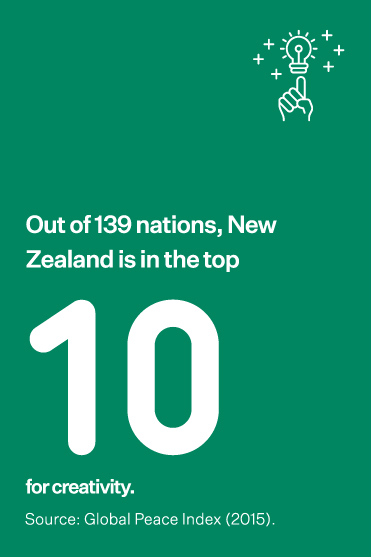 Out of 139 nations, New
Zealand is in the top
10
for creativity.
Source: Global Peace Index (2015).